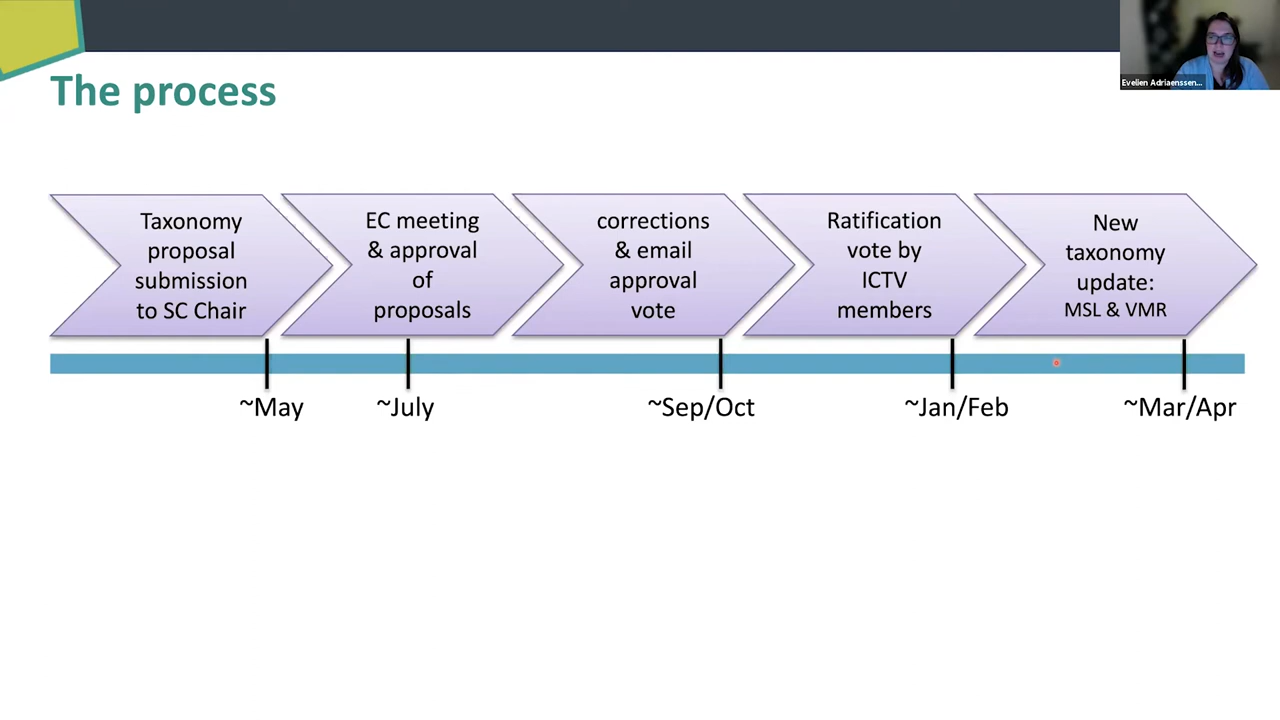 The process
Evelien Adriaenssen...
Taxonomy
proposal
submission
to SC Chair
EC meeting
& approval
of
proposals
corrections
& email
approval
vote
Ratification
vote by
ICTV
members
New
taxonomy
update:
MSL & VMR
~May
~July
~Sep/Oct
~Jan/Feb
~Mar/Apr